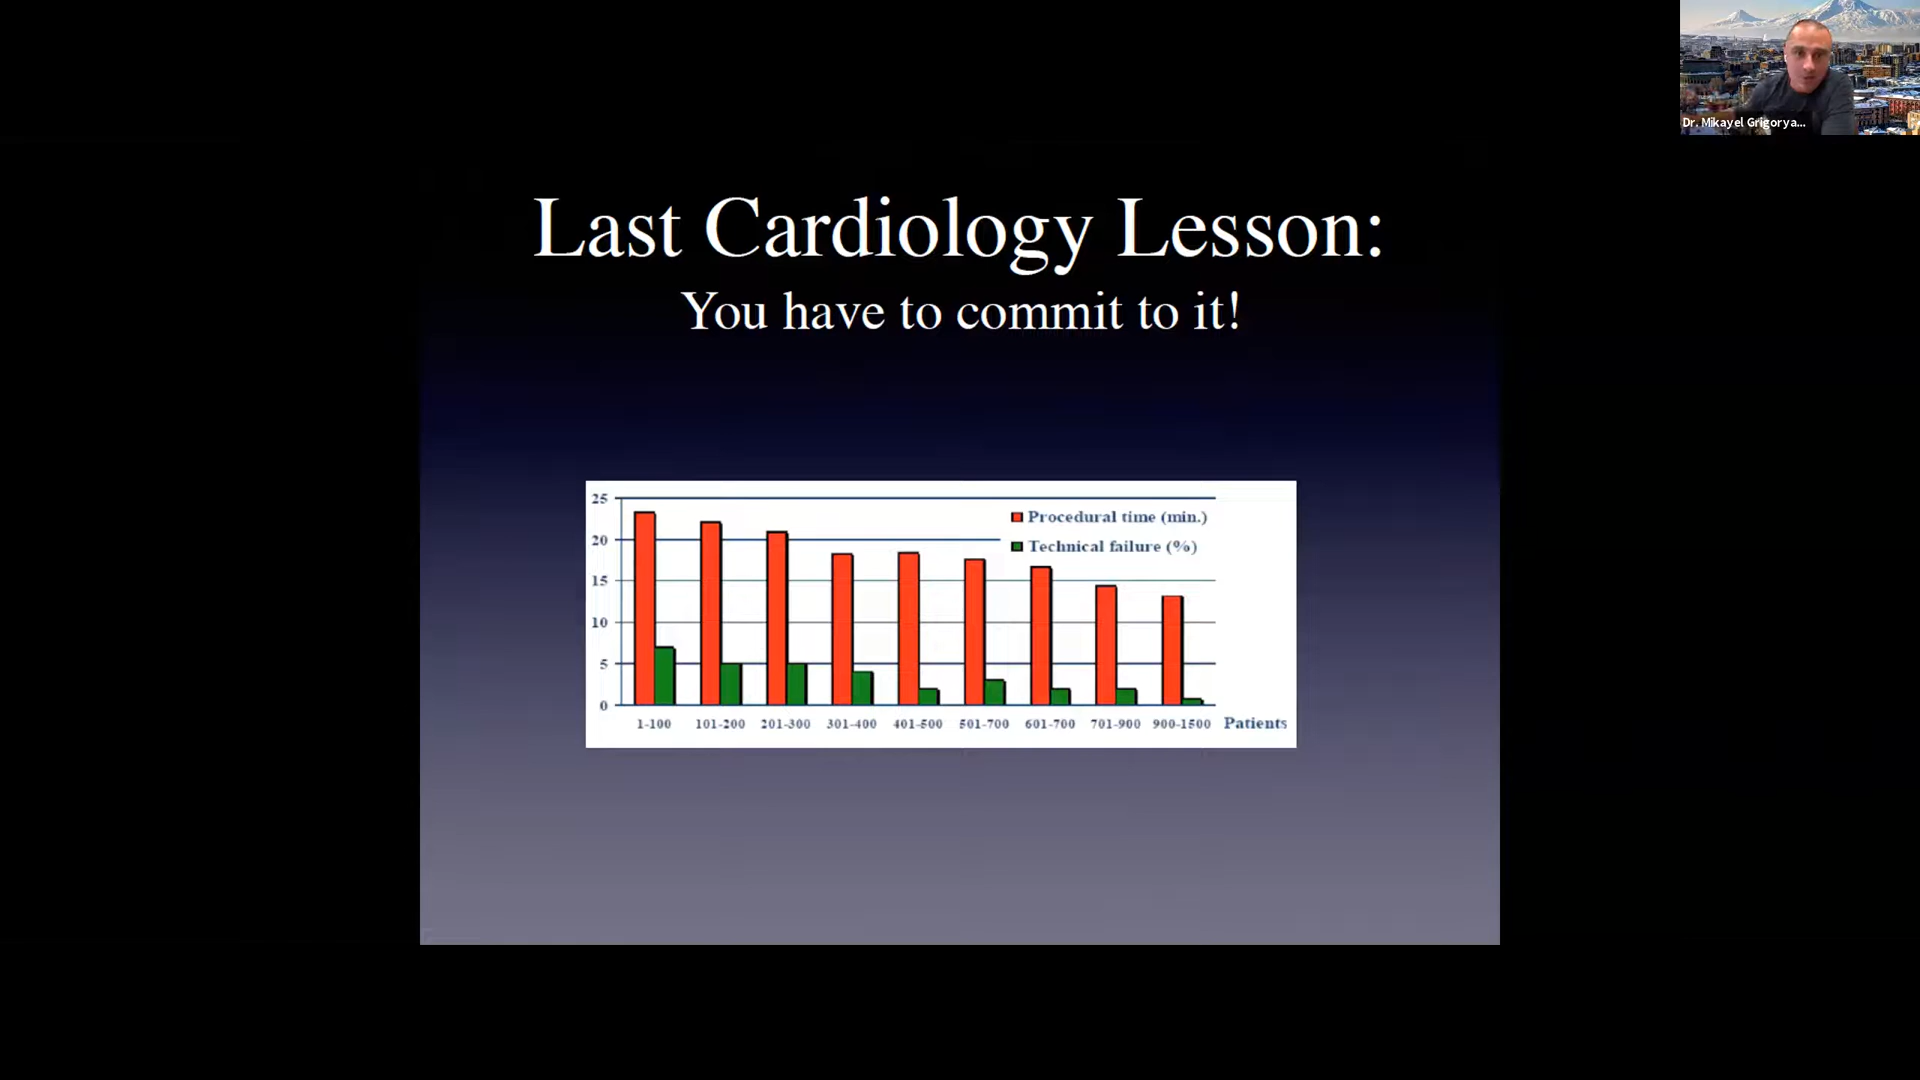 Dr. Mikayel Grigorya...
Last Cardiology Lesson:
You have to commit to it!
25
Procedural time (min.)
20
Technical failure (%)
15
10
5
0
1-100 101-200 201-300 301-400 401-500 501-700 601-700 701-900 900-1500 Patients